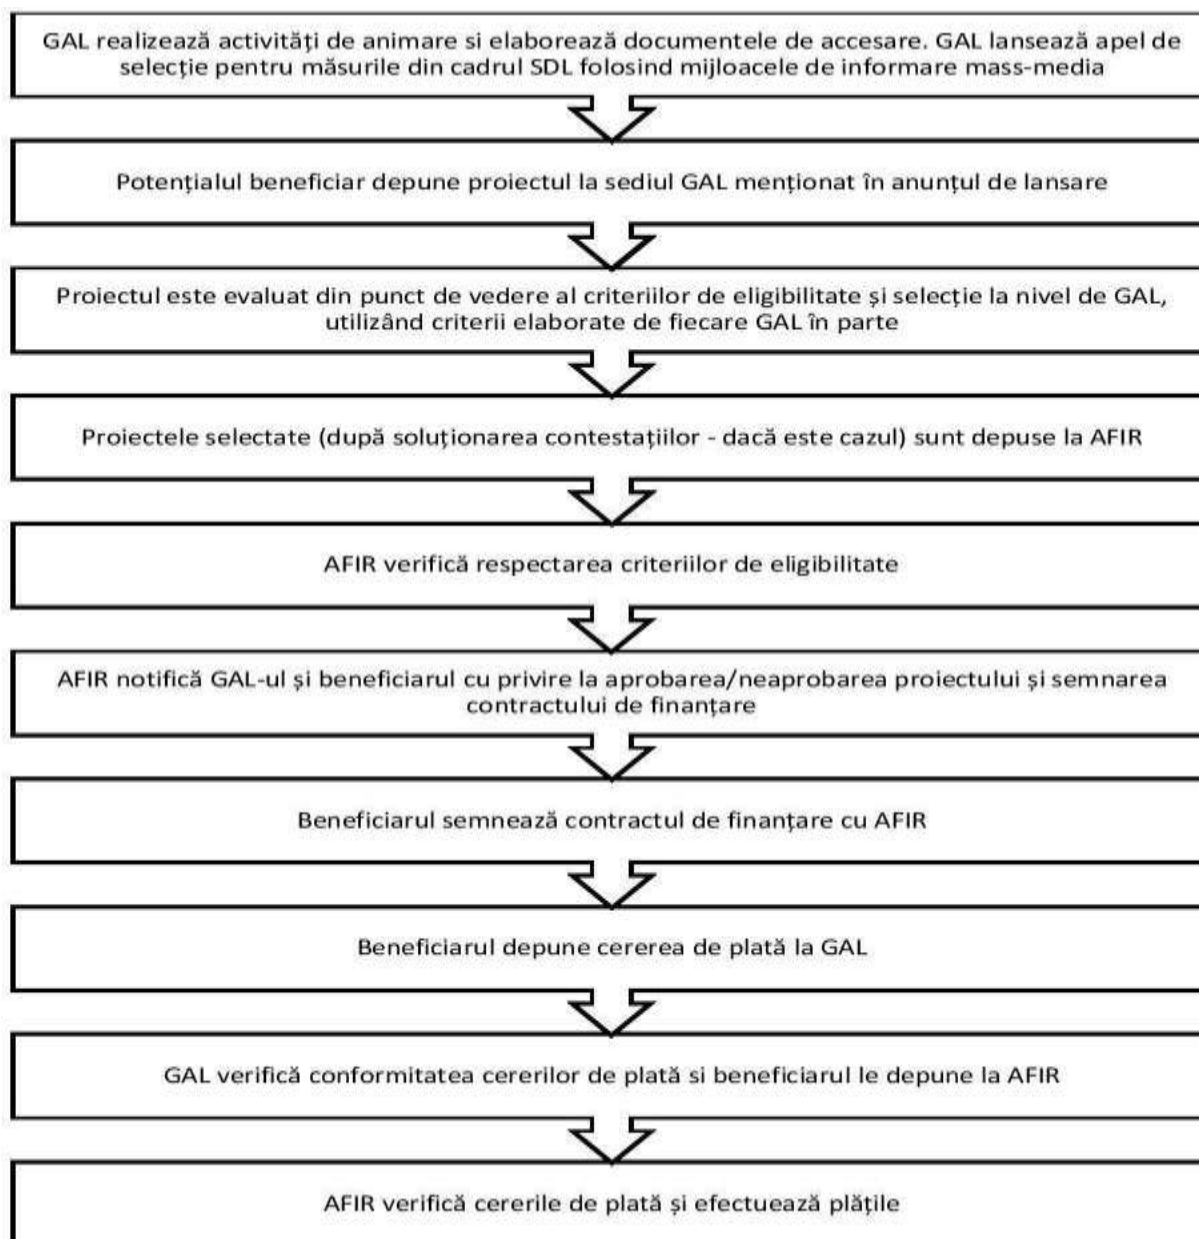 GAL realizează activități de animare si elaborează documentele de accesare. GAL lansează apel de
selecție pentru măsurile din cadrul SDL folosind mijloacele de informare mass-media
Potențialul beneficiar depune proiectul la sediul GAL menționat în anunțul de lansare
Proiectul este evaluat din punct de vedere al criteriilor de eligibilitate și selecție la nivel de GAL,
utilizând criterii elaborate de fiecare GAL în parte
Proiectele selectate (după soluționarea contestațiilor - dacă este cazul) sunt depuse la AFIR
AFIR verifică respectarea criteriilor de eligibilitate
AFIR notifică GAL-ul și beneficiarul cu privire la aprobarea/neaprobarea proiectului și semnarea
contractului de finanțare
Beneficiarul semnează contractul de finanțare cu AFIR
Beneficiarul depune cererea de plată la GAL
GAL verifică conformitatea cererilor de plată si beneficiarul le depune la AFIR
AFIR verifică cererile de plată și efectuează plățile